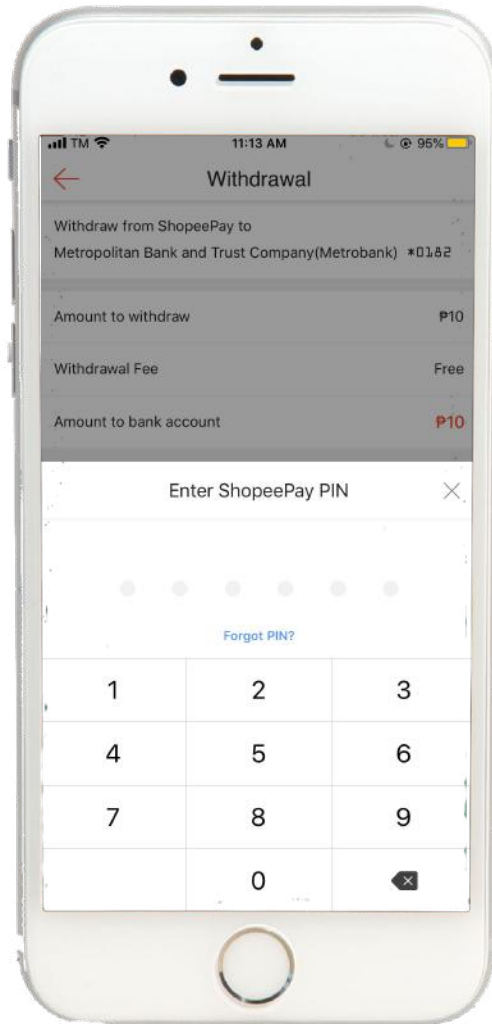 TM 11:13 AM 95%
Withdrawal
Withdraw from ShopeePay to
Metropolitan Bank and Trust Company(Metrobank) *0182
Amount to withdraw ₱10
Withdrawal Fee Free
Amount to bank account ₱10
Enter ShopeePay PIN
Forgot PIN?
1 2 3
4 5 6
7 8 9
0